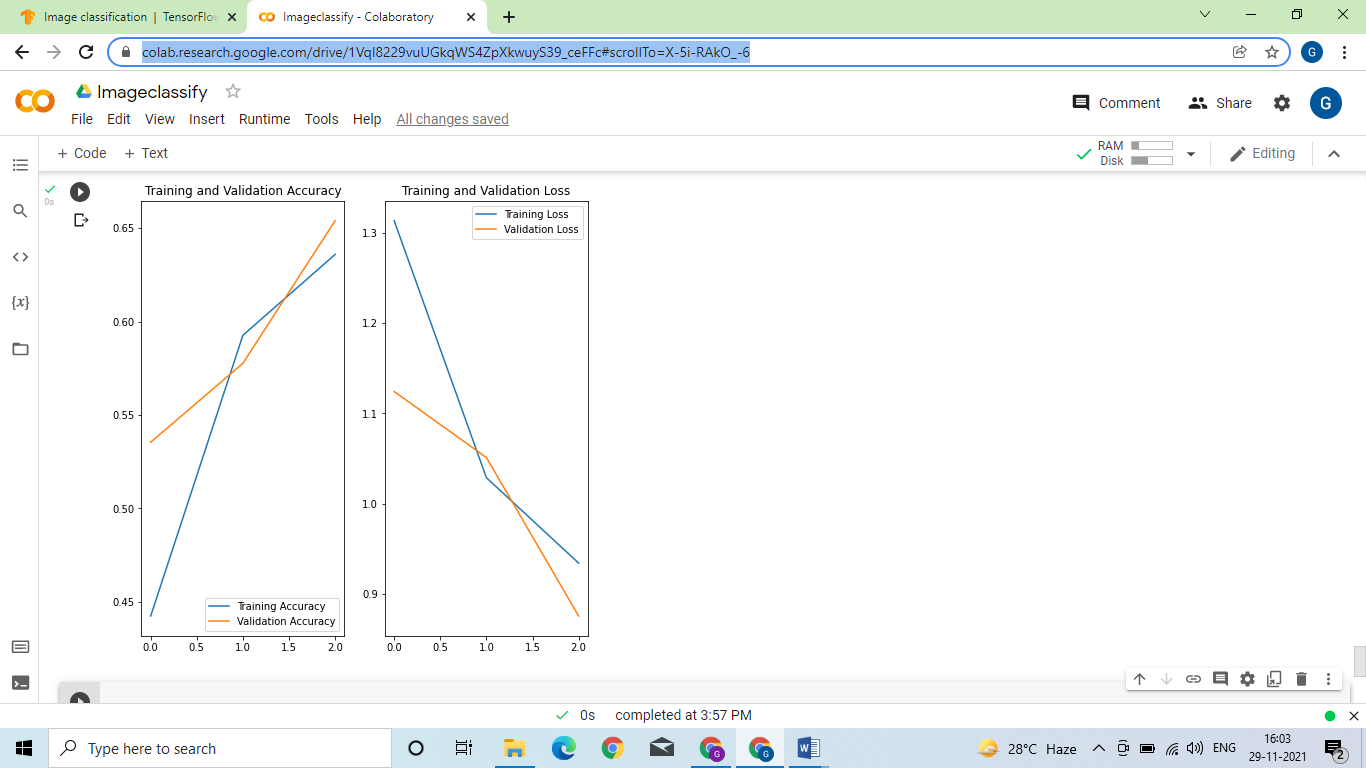 Image classification | TensorFlow
Imageclassify - Colaboratory
colab.research.google.com/drive/1Vql8229vuUGkqWS4ZpXkwuyS39_ceFFc#scrollTo=X-5i-RAkO_-6
G
Imageclassify
Comment
Share
G
File Edit View Insert Runtime Tools Help All changes saved
+ Code + Text
RAM
Disk
Editing
0s
{x}
Training and Validation Accuracy
0.65
0.60
0.55
0.50
0.45
Training Accuracy
Validation Accuracy
0.0 0.5 1.0 1.5 2.0
Training and Validation Loss
Training Loss
Validation Loss
1.3
1.2
1.1
1.0
0.9
0.0 0.5 1.0 1.5 2.0
0s completed at 3:57 PM
Type here to search
G
G
W
28°C Haze
ENG
16:03
29-11-2021
2